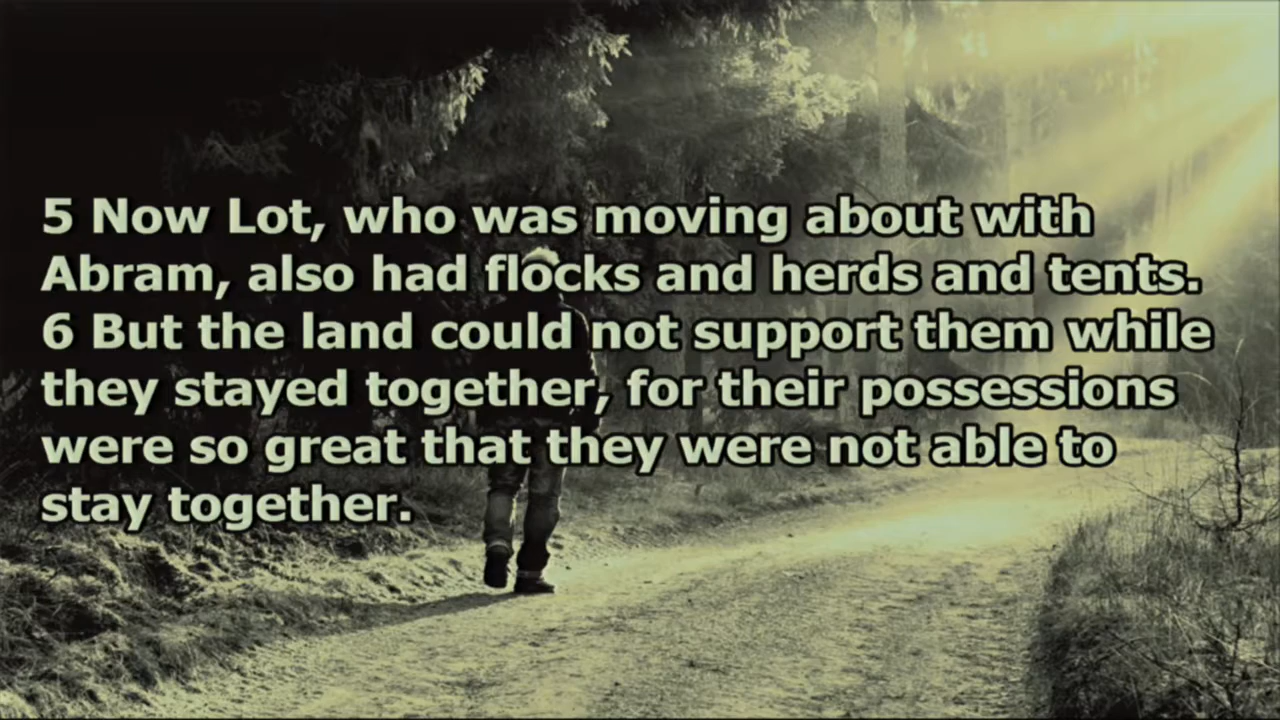 5 Now Lot, who was moving about with
Abram, also had flocks and herds and tents.
6 But the land could not support them while
they stayed together, for their possessions
were so great that they were not able to
stay together.